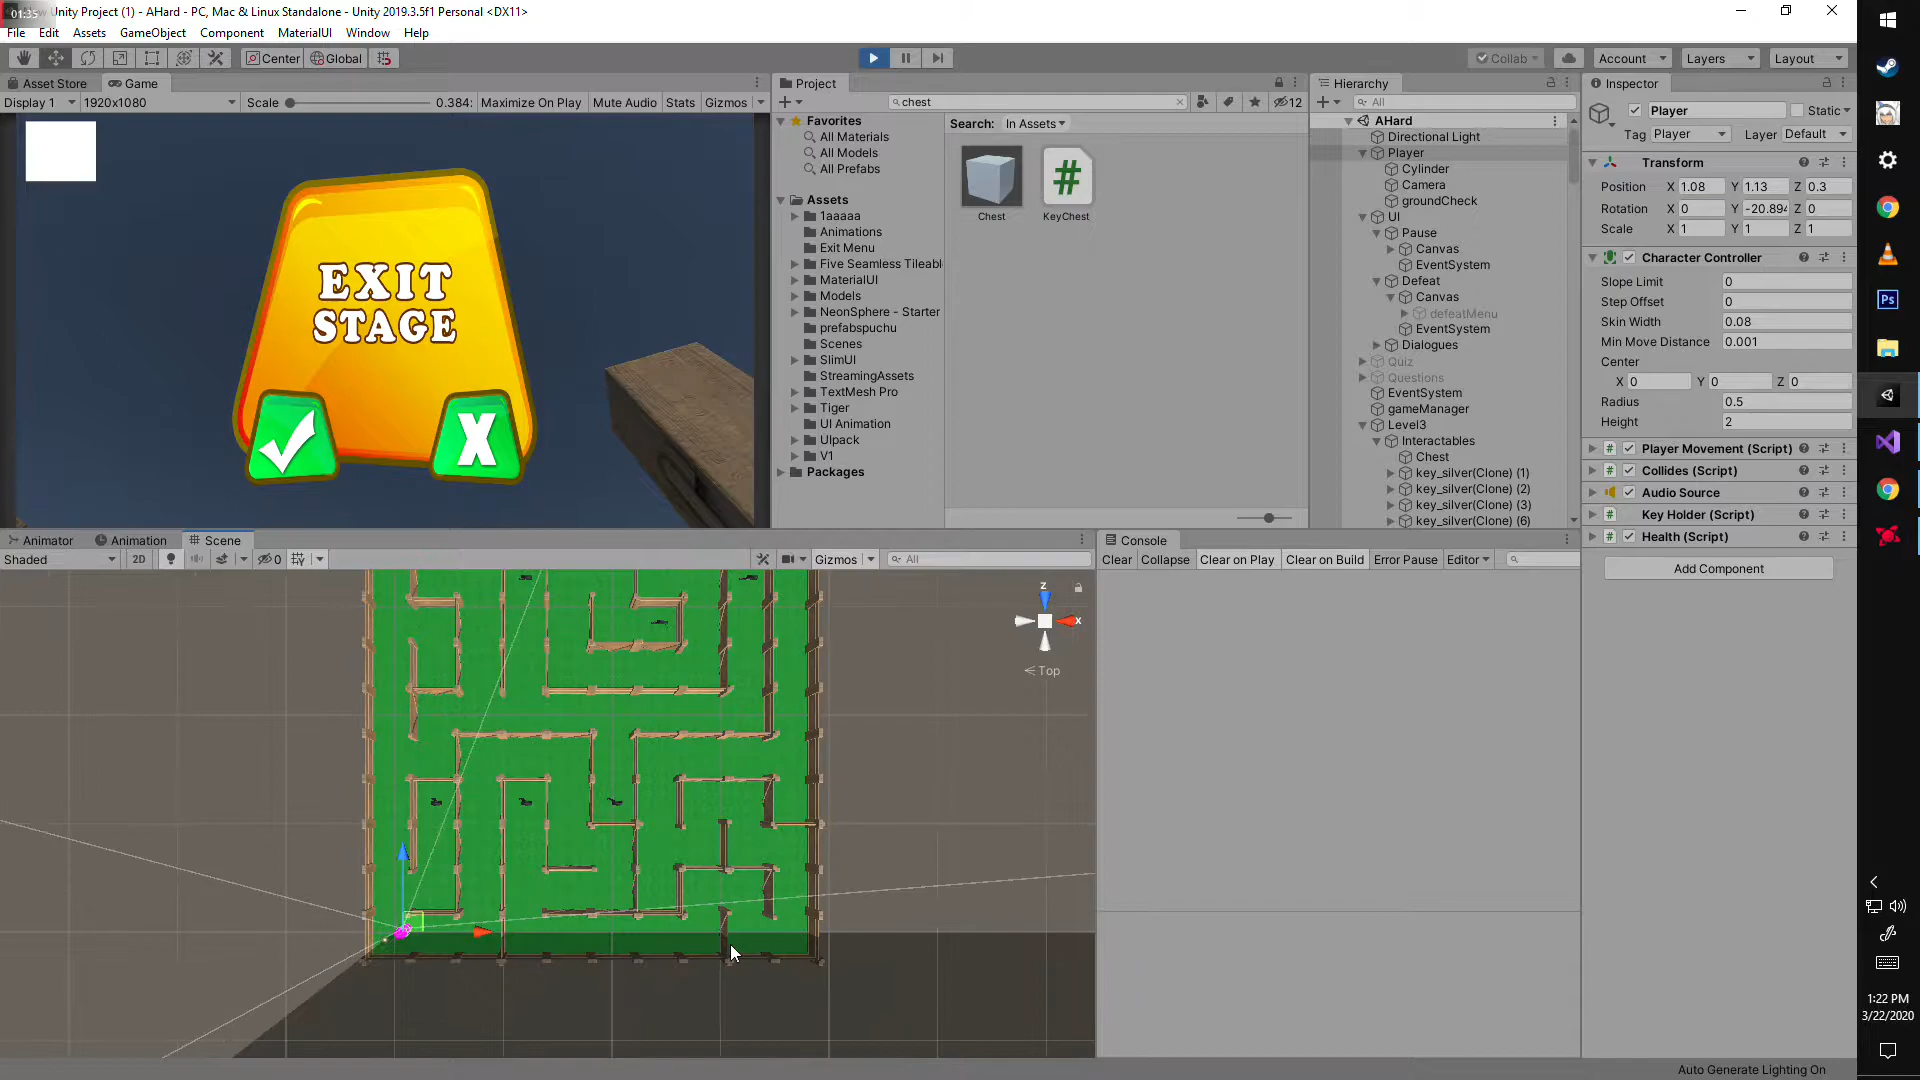 01:35
Unity Project (1) - AHard - PC, Mac & Linux Standalone - Unity 2019.3.5f1 Personal <DX11>
File Edit Assets GameObject Component MaterialUI Window Help
Center Global Collab Account Layers Layout
Asset Store Game
Display 1 1920x1080 Scale 0.384: Maximize On Play Mute Audio Stats Gizmos
EXIT
STAGE
X
Project
chest
12
Favorites
All Materials
All Models
All Prefabs
Assets
1aaaaa
Animations
Exit Menu
Five Seamless Tileabl
MaterialUI
Models
NeonSphere - Starter
prefabspuchu
Scenes
SlimUI
StreamingAssets
TextMesh Pro
Tiger
UI Animation
UIpack
V1
Packages
Search: In Assets
Chest KeyChest
Hierarchy
All
AHard
Directional Light
Player
Cylinder
Camera
groundCheck
UI
Pause
Canvas
EventSystem
Defeat
Canvas
defeatMenu
EventSystem
Dialogues
Quiz
Questions
EventSystem
gameManager
Level3
Interactables
Chest
key_silver(Clone) (1)
key_silver(Clone) (2)
key_silver(Clone) (3)
key_silver(Clone) (6)
Inspector
Player Static
Tag Player Layer Default
Transform
Position X 1.08 Y 1.13 Z 0.3
Rotation X 0 Y -20.894 Z 0
Scale X 1 Y 1 Z 1
Character Controller
Slope Limit 0
Step Offset 0
Skin Width 0.08
Min Move Distance 0.001
Center
X 0 Y 0 Z 0
Radius 0.5
Height 2
Player Movement (Script)
Collides (Script)
Audio Source
Key Holder (Script)
Health (Script)
Add Component
Animator Animation Scene
Shaded 2D 0 Gizmos All
z
x
Top
Console
Clear Collapse Clear on Play Clear on Build Error Pause Editor
Ps
1:22 PM
3/22/2020
Auto Generate Lighting On